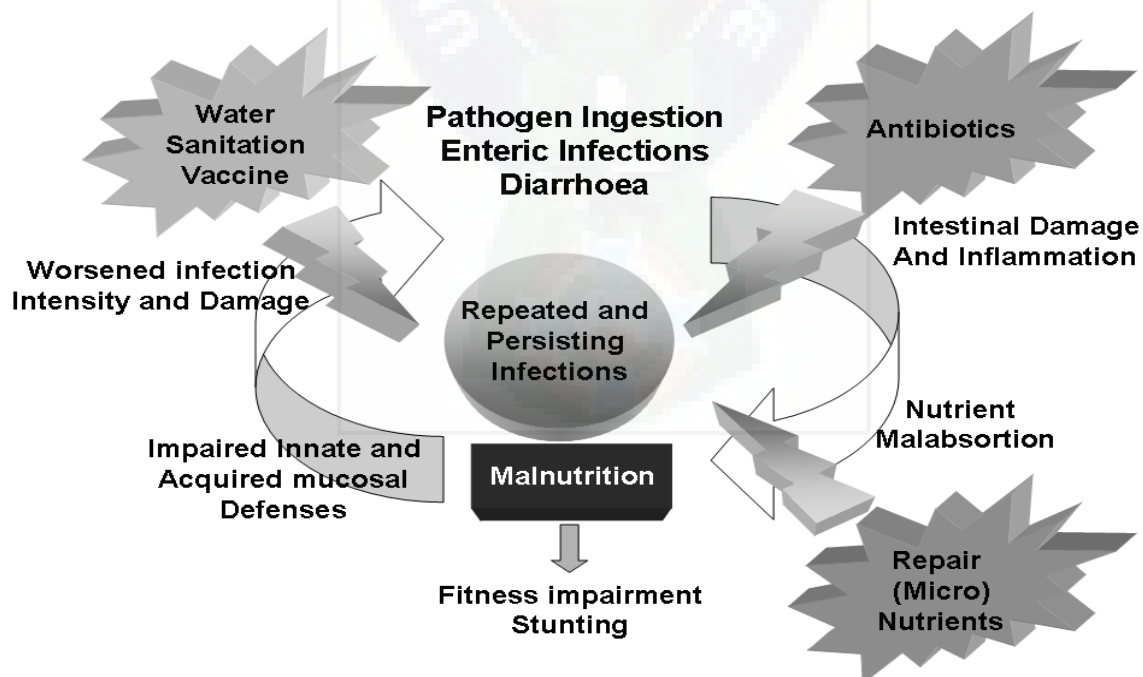 Water
Sanitation
Vaccine
Pathogen Ingestion
Enteric Infections
Diarrhoea
Antibiotics
Intestinal Damage
And Inflammation
Worsened infection
Intensity and Damage
Repeated and
Persisting
Infections
Nutrient
Malabsortion
Impaired Innate and
Acquired mucosal
Defenses
Malnutrition
Repair
(Micro)
Nutrients
Fitness impairment
Stunting